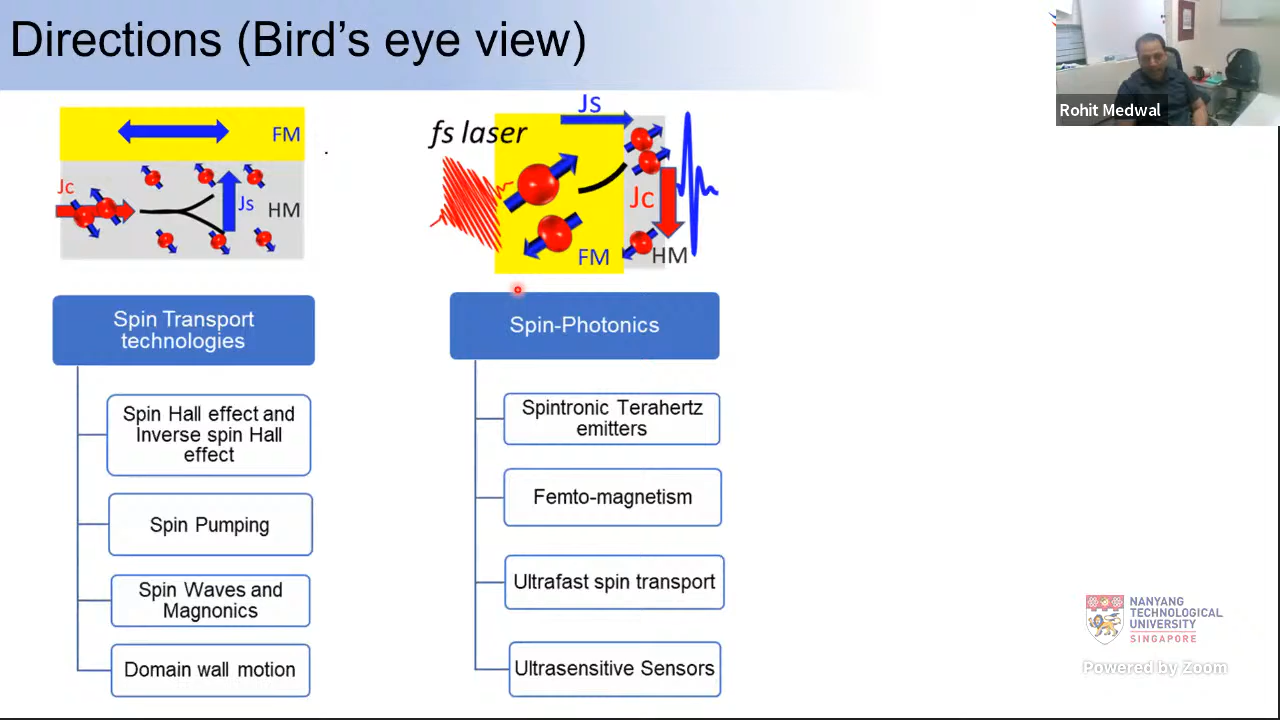 Directions (Bird's eye view)
Rohit Medwal
FM
Jc
Js
HM
fs laser
Js
Jc
FM
HM
Spin Transport
technologies
Spin Hall effect and
Inverse spin Hall
effect
Spin Pumping
Spin Waves and
Magnonics
Domain wall motion
Spin-Photonics
Spintronic Terahertz
emitters
Femto-magnetism
Ultrafast spin transport
Ultrasensitive Sensors
NANYANG
TECHNOLOGICAL
UNIVERSITY
SINGAPORE
Powered by Zoom